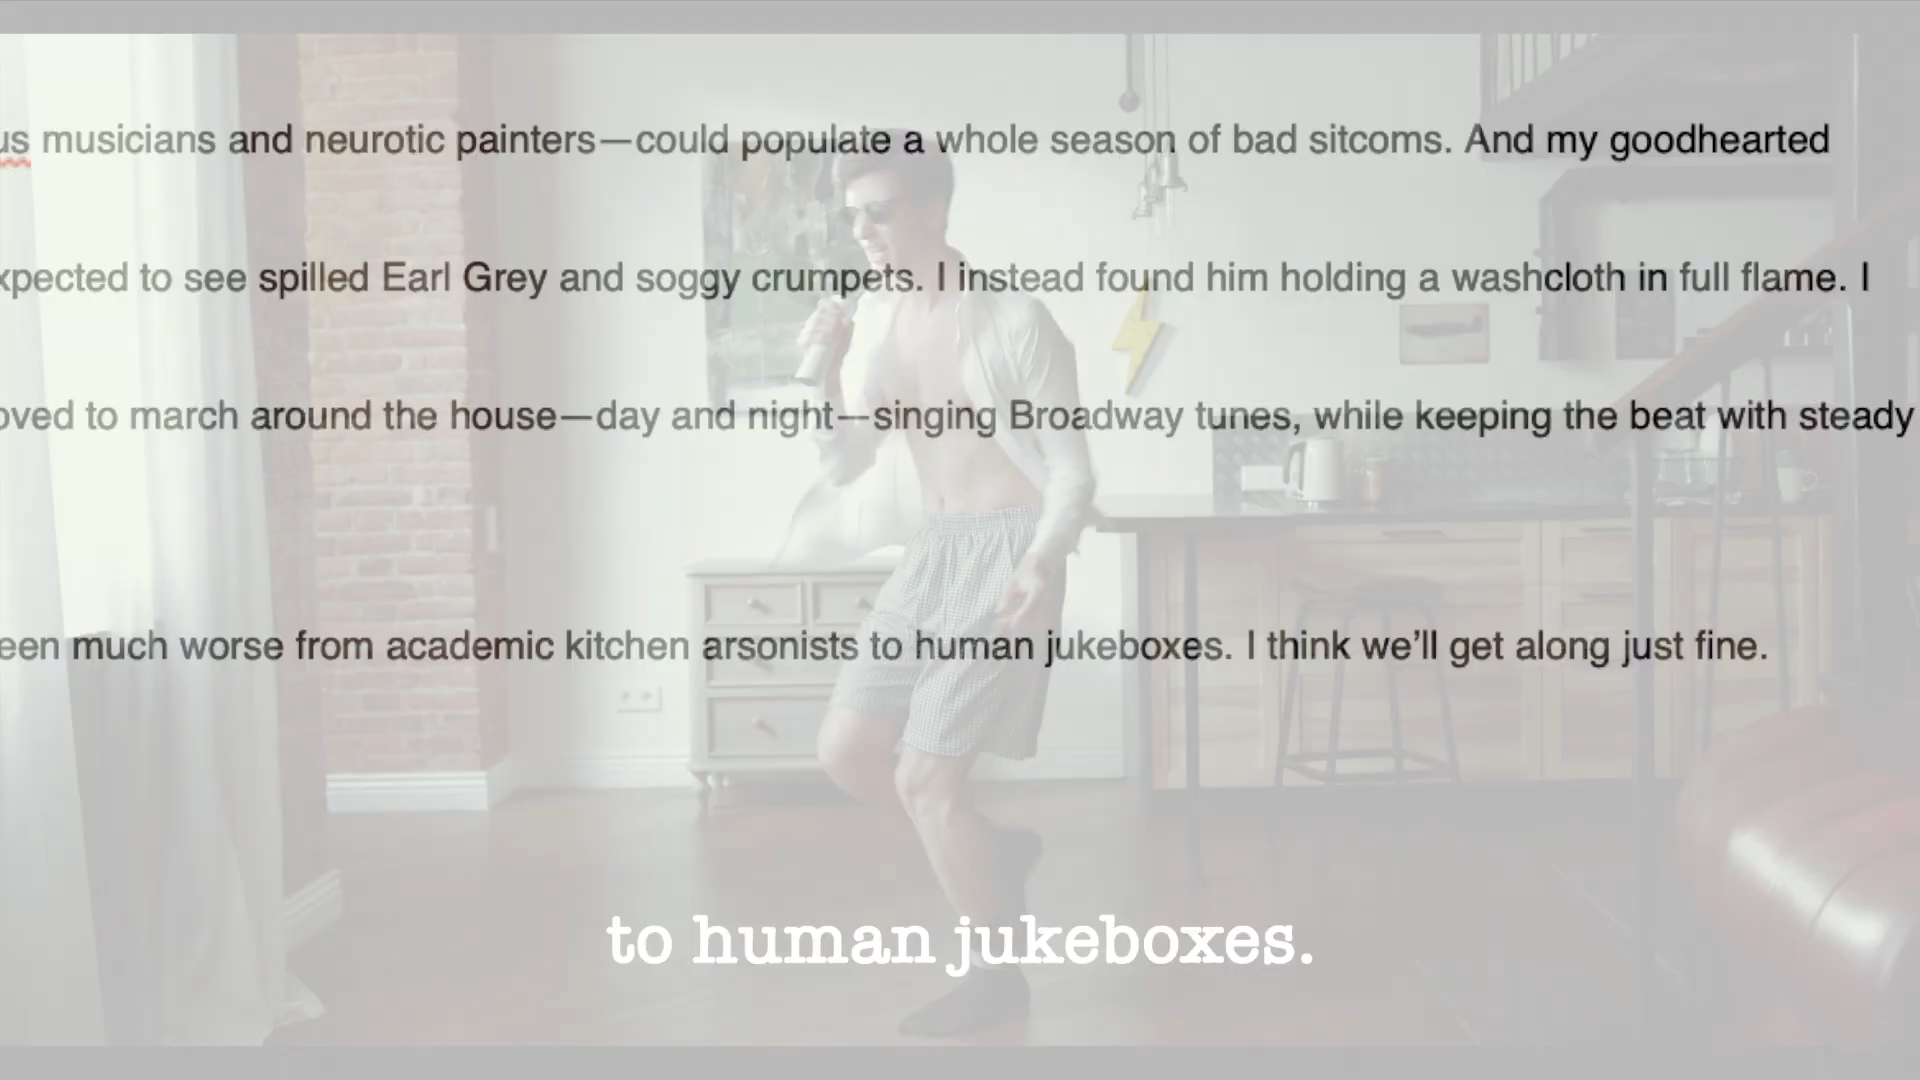 us musicians and neurotic painters—could populate a whole season of bad sitcoms. And my goodhearted
xpected to see spilled Earl Grey and soggy crumpets. I instead found him holding a washcloth in full flame. I
oved to march around the house—day and night—singing Broadway tunes, while keeping the beat with steady
een much worse from academic kitchen arsonists to human jukeboxes. I think we’ll get along just fine.
to human jukeboxes.